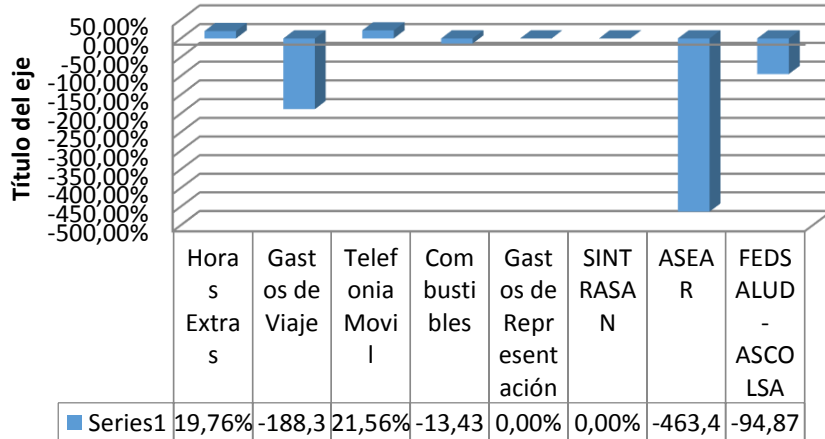 Título del eje
50,00%
0,00%
-50,00%
-100,00%
-150,00%
-200,00%
-250,00%
-300,00%
-350,00%
-400,00%
-450,00%
-500,00%
Hora
s
Extra
s
Gast
os de
Viaje
Telef
onia
Movi
l
Com
busti
bles
Gast
os de
Repr
esent
ación
SINT
RASA
N
ASEA
R
FEDS
ALUD
-
ASCO
LSA
Series1 19,76% -188,3 21,56% -13,43 0,00% 0,00% -463,4 -94,87